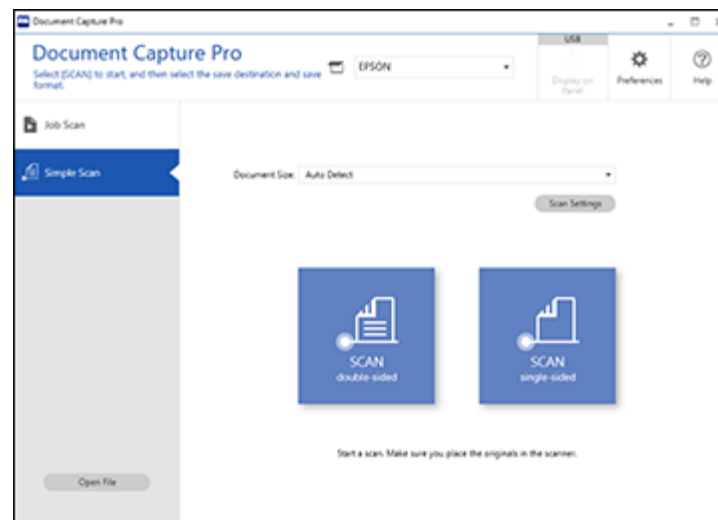 Document Capture Pro
Document Capture Pro
Select [SCAN] to start, and then select the save destination and save
format.
EPSON
USB
Display on
Panel
Preferences
Help
Job Scan
Simple Scan
Document Size: Auto Detect
Scan Settings
SCAN
double-sided
SCAN
single-sided
Start a scan. Make sure you place the originals in the scanner.
Open File